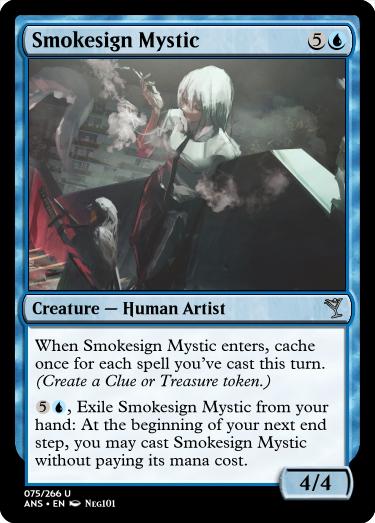 Smokesign Mystic 5
Creature — Human Artist
When Smokesign Mystic enters, cache
once for each spell you've cast this turn.
(Create a Clue or Treasure token.)
5, Exile Smokesign Mystic from your
hand: At the beginning of your next end
step, you may cast Smokesign Mystic
without paying its mana cost.
4/4
075/266 U
ANS • EN Neg101